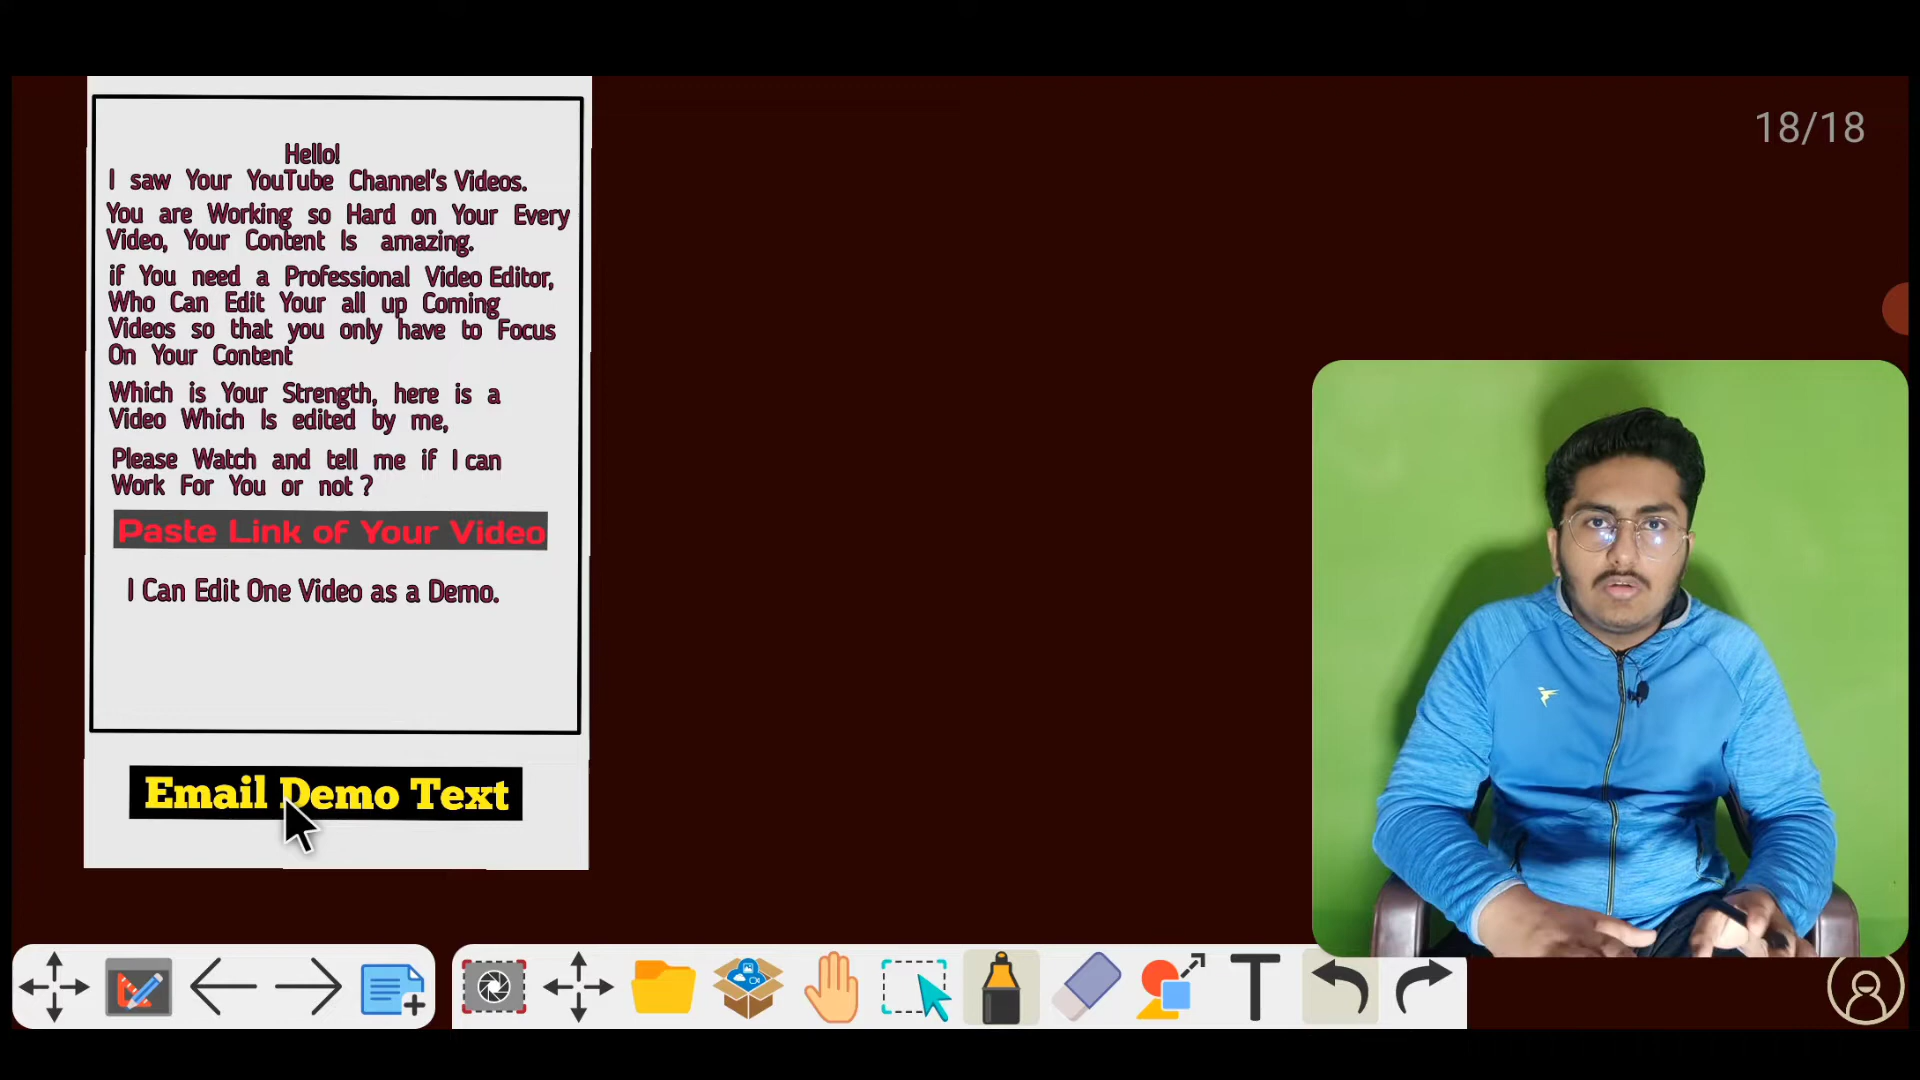 18/18
Hello!
I saw Your YouTube Channel's Videos.
You are Working so Hard on Your Every
Video, Your Content Is amazing.
if You need a Professional Video Editor,
Who Can Edit Your all up Coming
Videos so that you only have to Focus
On Your Content
Which is Your Strength, here is a
Video Which Is edited by me,
Please Watch and tell me if I can
Work For You or not ?
Paste Link of Your Video
I Can Edit One Video as a Demo.
Email Demo Text
T